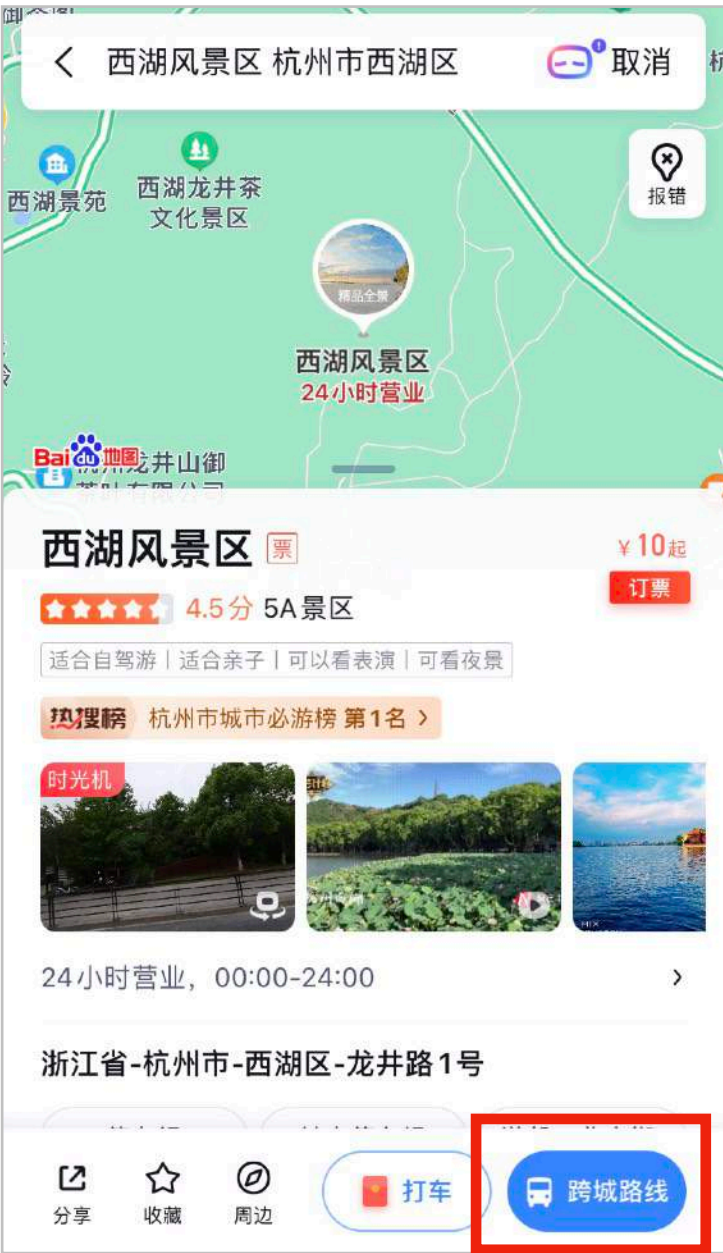 西湖风景区 杭州市西湖区
取消
杭
报错
西湖景苑
西湖龙井茶
文化景区
精品全景
西湖风景区
24小时营业
Bai du 地图
龙井山御
西湖风景区 票
¥10起
订票
4.5分 5A景区
适合自驾游 | 适合亲子 | 可以看表演 | 可看夜景
热搜榜 杭州市城市必游榜 第1名 >
时光机
24小时营业，00:00-24:00 >
浙江省-杭州市-西湖区-龙井路1号
分享
收藏
周边
打车
跨城路线